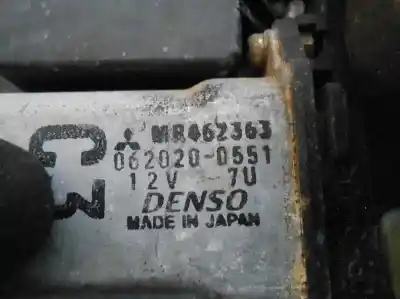 MR462363
062020-0551
12V 7U
DENSO
MADE IN JAPAN